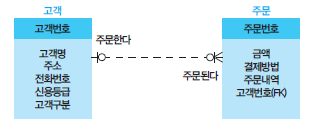 고객
고객번호
고객명
주소
전화번호
신용등급
고객구분
주문한다
주문된다
주문
주문번호
금액
결제방법
주문내역
고객번호(FK)